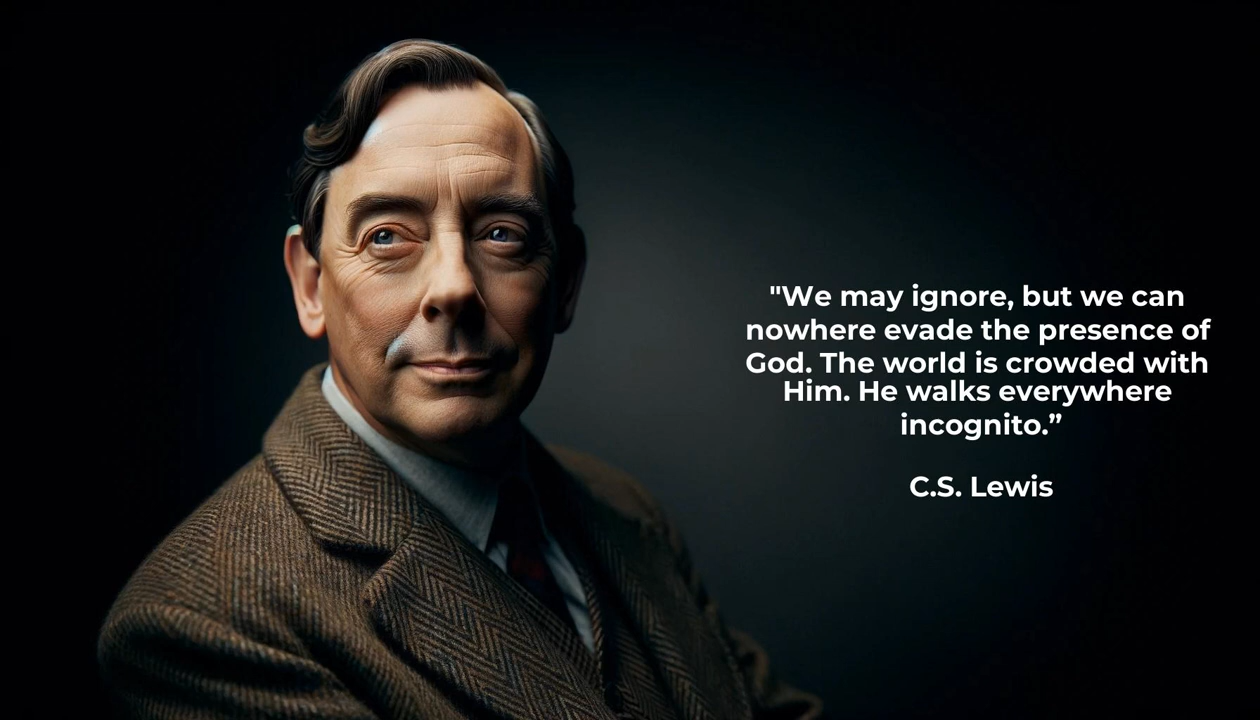 "We may ignore, but we can
nowhere evade the presence of
God. The world is crowded with
Him. He walks everywhere
incognito.”
C.S. Lewis